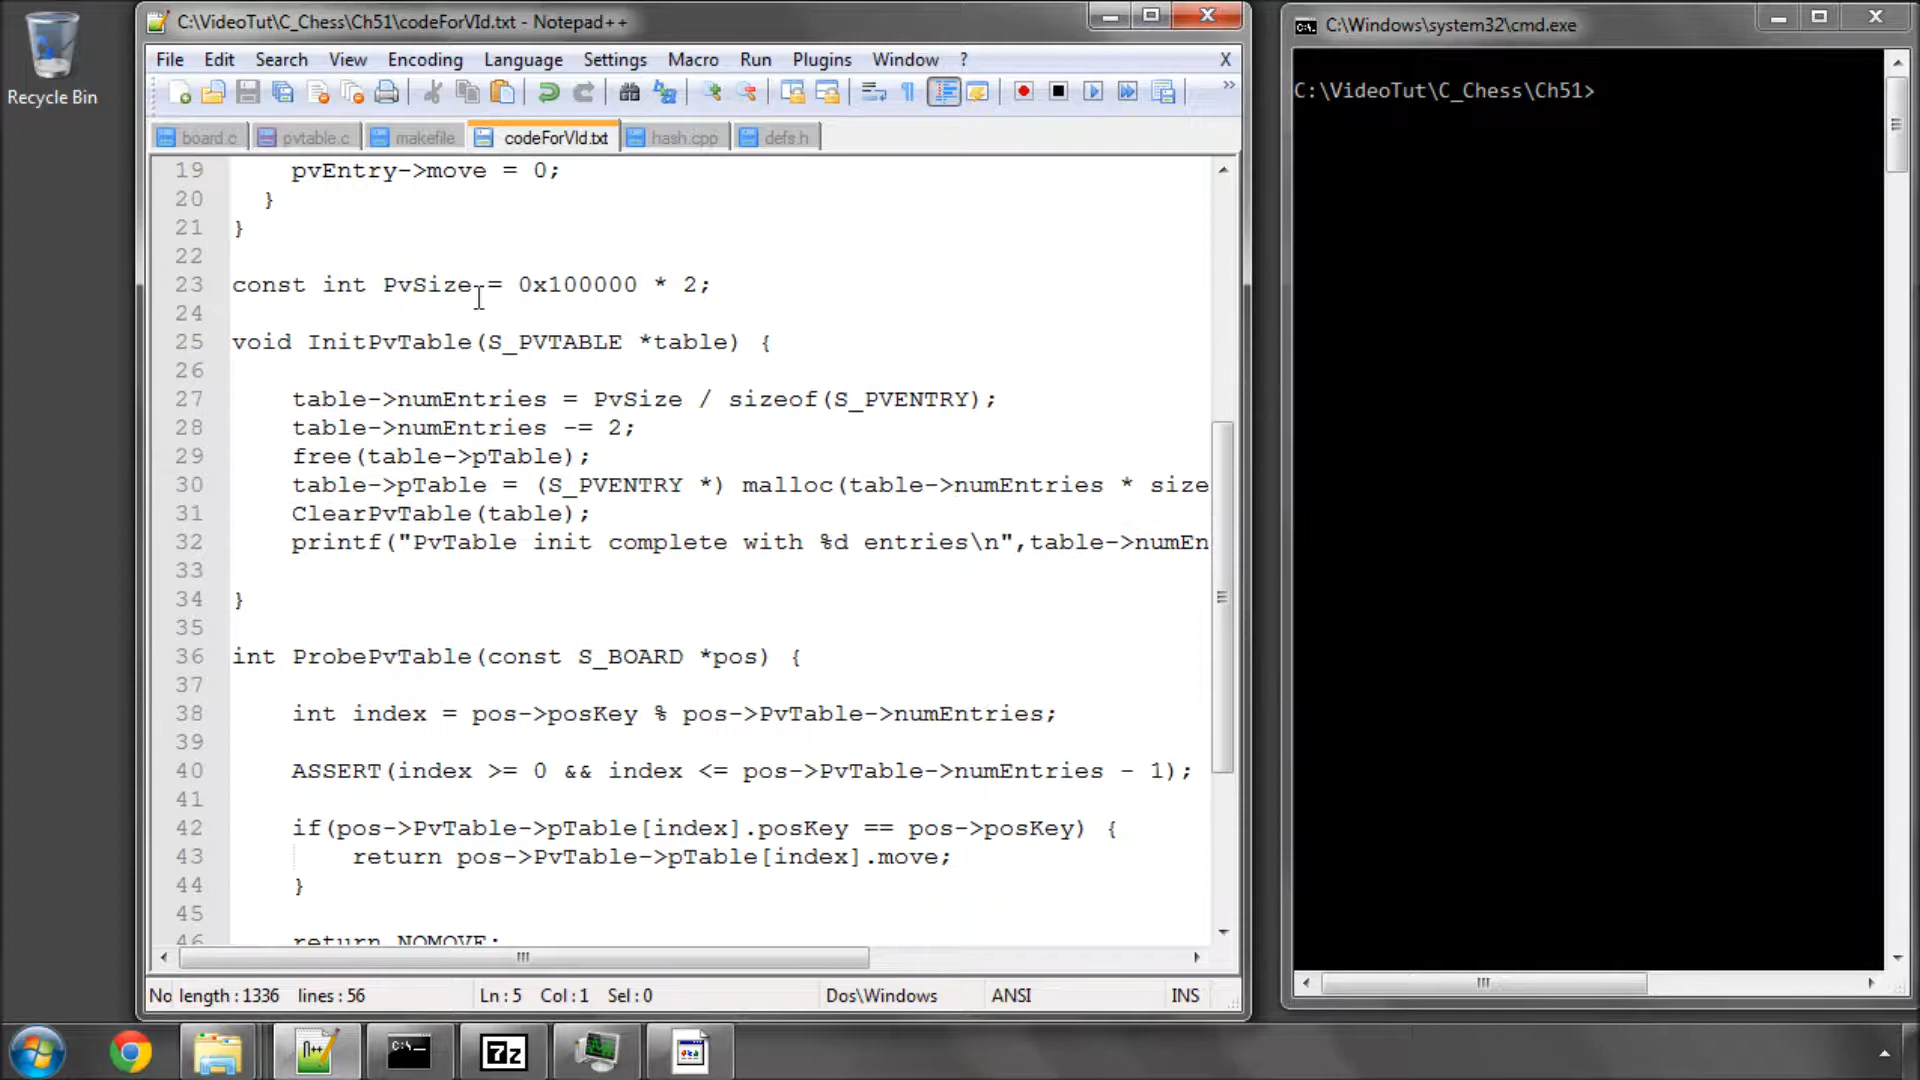 Recycle Bin
C:\VideoTut\C_Chess\Ch51\codeForVId.txt - Notepad++
File Edit Search View Encoding Language Settings Macro Run Plugins Window ? X
board.c pvtable.c makefile codeForVId.txt hash.cpp defs.h
19 pvEntry->move = 0;
20 }
21 }
22
23 const int PvSize = 0x100000 * 2;
24
25 void InitPvTable(S_PVTABLE *table) {
26
27 table->numEntries = PvSize / sizeof(S_PVENTRY);
28 table->numEntries -= 2;
29 free(table->pTable);
30 table->pTable = (S_PVENTRY *) malloc(table->numEntries * size
31 ClearPvTable(table);
32 printf("PvTable init complete with %d entries\n",table->numEn
33
34 }
35
36 int ProbePvTable(const S_BOARD *pos) {
37
38 int index = pos->posKey % pos->PvTable->numEntries;
39
40 ASSERT(index >= 0 && index <= pos->PvTable->numEntries - 1);
41
42 if(pos->PvTable->pTable[index].posKey == pos->posKey) {
43 return pos->PvTable->pTable[index].move;
44 }
45
46 return NOMOVE;
No length : 1336 lines : 56 Ln : 5 Col : 1 Sel : 0 Dos\Windows ANSI INS
C:\Windows\system32\cmd.exe
C:\VideoTut\C_Chess\Ch51>
7z